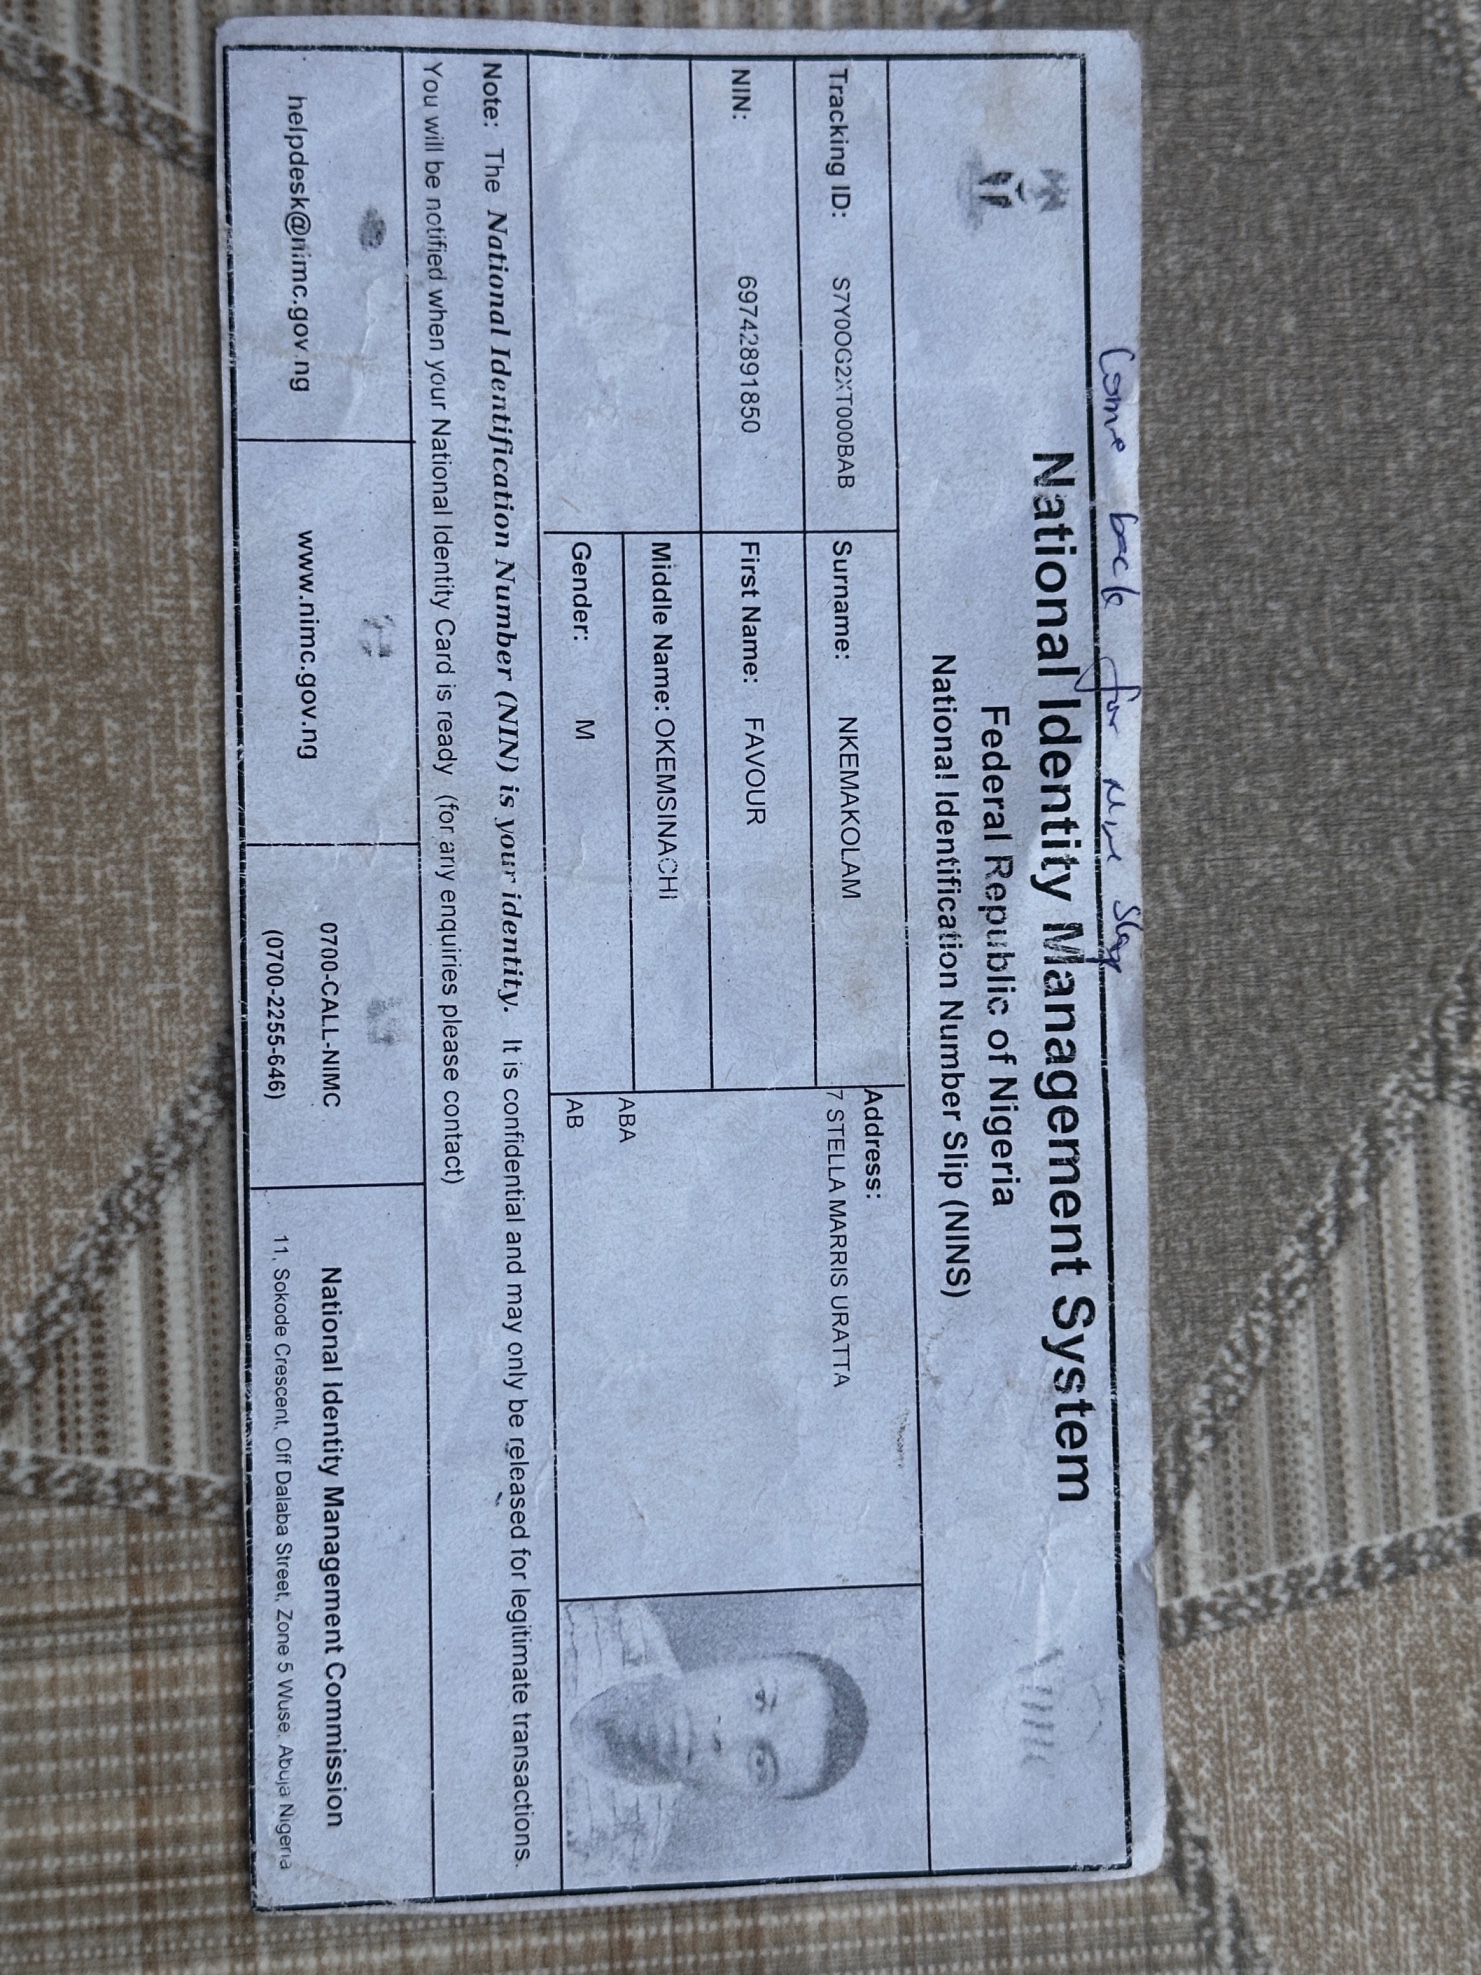 Come back for
National Identity Management System
Federal Republic of Nigeria
National Identification Number Slip (NINS)
Tracking ID: S7Y0OG2XT000BAB
Surname: NKEMAKOLAM
Address:
7 STELLA MARRIS URATTA
NIN: 69742891850
First Name: FAVOUR
Middle Name: OKEMSINACHI
ABA
Gender: M
AB
Note: The National Identification Number (NIN) is your identity. It is confidential and may only be released for legitimate transactions.
You will be notified when your National Identity Card is ready (for any enquiries please contact)
helpdesk@nimc.gov.ng
www.nimc.gov.ng
0700-CALL-NIMC
(0700-2255-646)
National Identity Management Commission
11, Sokode Crescent, Off Dalaba Street, Zone 5 Wuse, Abuja Nigeria